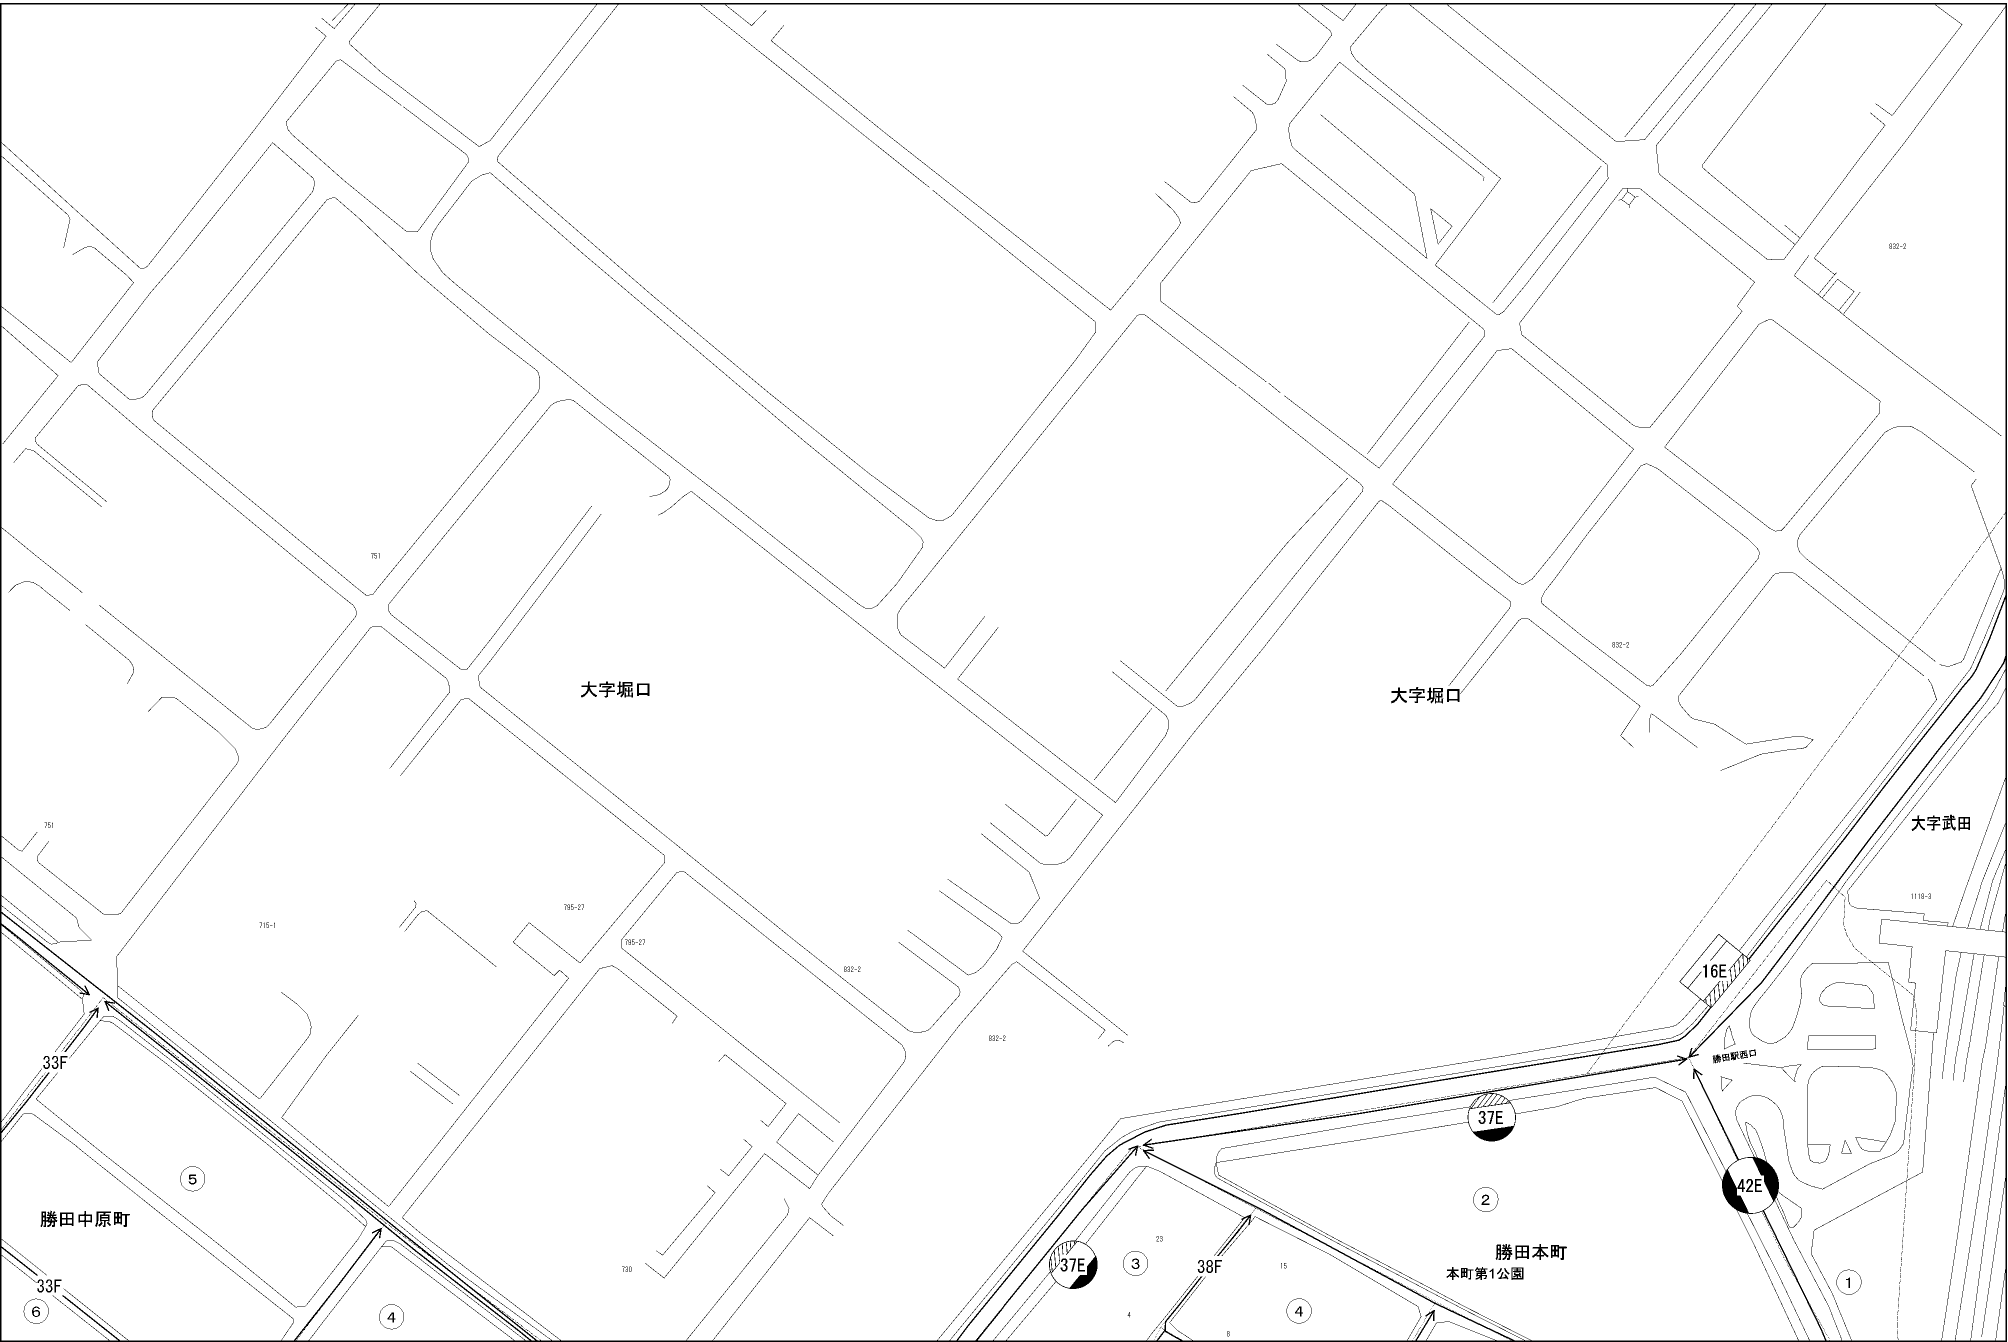 832-2
751
832-2
大字堀口
大字堀口
751
大字武田
1118-3
795-27
715-1
795-27
832-2
16E
832-2
勝田駅西口
33F
37E
⑤
42E
②
勝田中原町
23
勝田本町
37E
③
38F
15
本町第1公園
730
33F
①
⑥
④
4
④
8